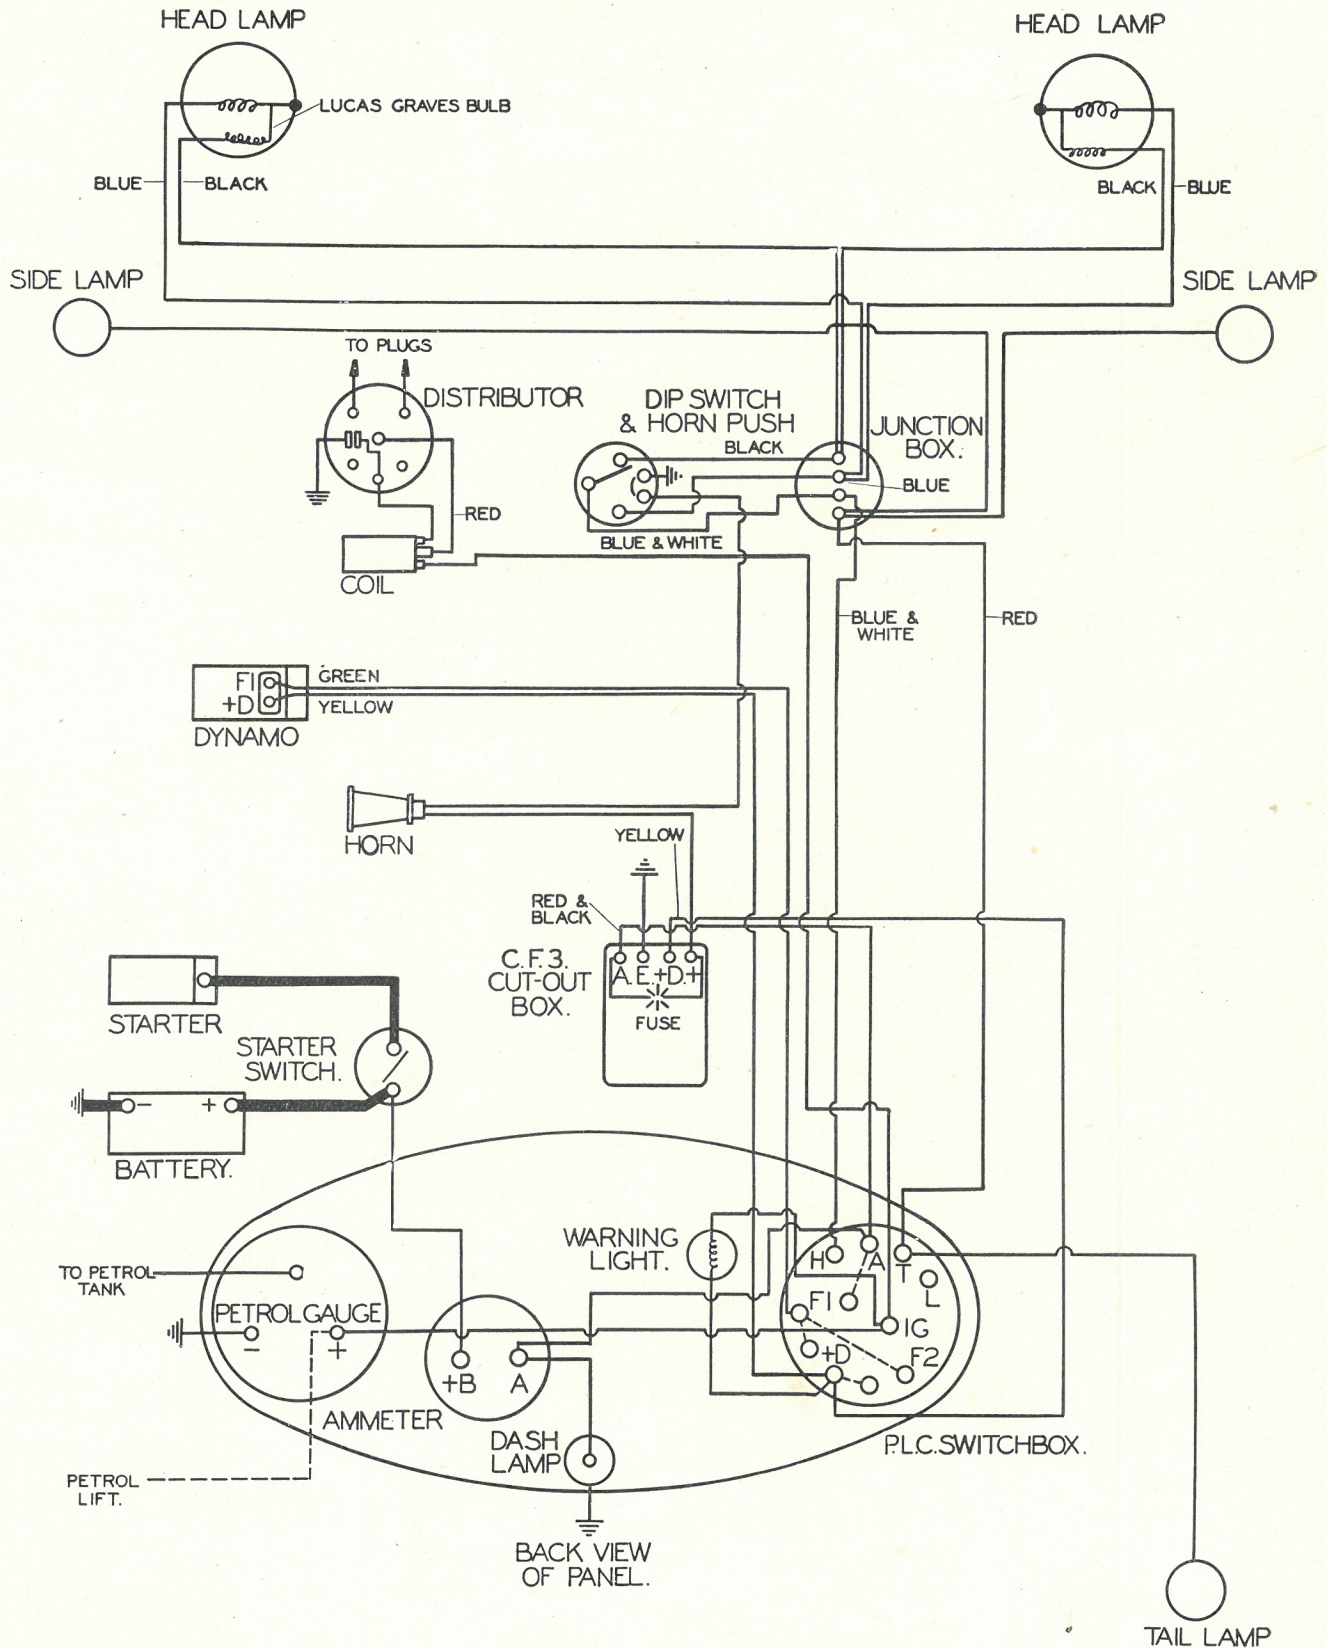 HEAD LAMP
HEAD LAMP
LUCAS GRAVES BULB
BLUE
BLACK
BLACK
BLUE
SIDE LAMP
SIDE LAMP
TO PLUGS
DISTRIBUTOR
DIP SWITCH
& HORN PUSH
BLACK
JUNCTION
BOX.
BLUE
RED
BLUE & WHITE
COIL
BLUE &
WHITE
RED
F1
+D
GREEN
YELLOW
DYNAMO
HORN
YELLOW
RED &
BLACK
C.F.3.
CUT-OUT
BOX.
A. E. +D. +
FUSE
STARTER
STARTER
SWITCH.
- +
BATTERY.
WARNING
LIGHT.
H
A
T
L
TO PETROL
TANK
PETROL GAUGE
- +
F1
IG
+D
F2
+B
A
AMMETER
DASH
LAMP
P.L.C. SWITCHBOX.
PETROL
LIFT.
BACK VIEW
OF PANEL.
TAIL LAMP